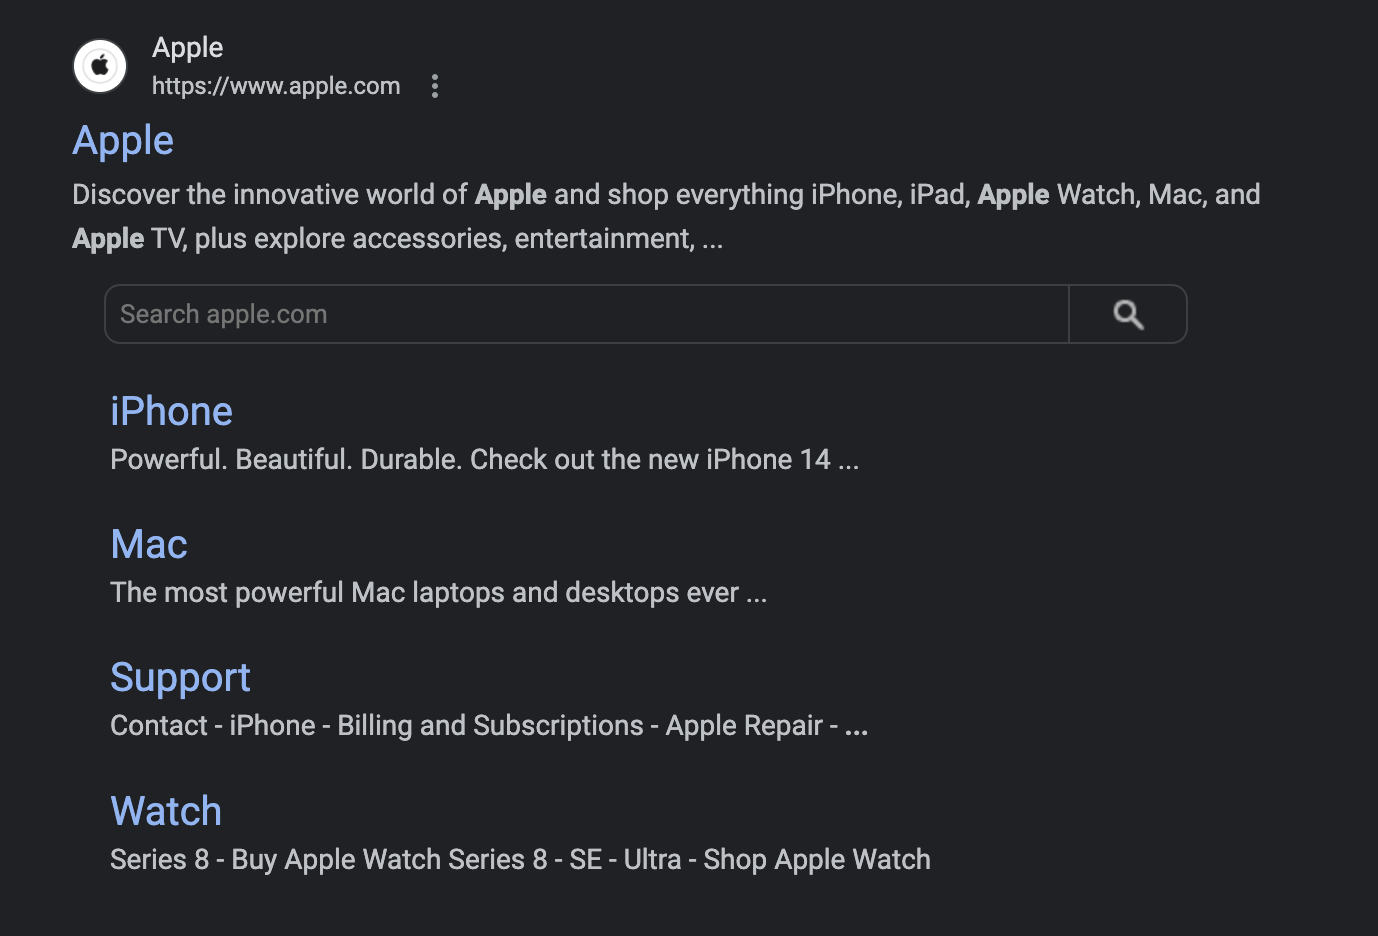 Apple
https://www.apple.com
Apple
Discover the innovative world of Apple and shop everything iPhone, iPad, Apple Watch, Mac, and
Apple TV, plus explore accessories, entertainment, ...
Search apple.com
iPhone
Powerful. Beautiful. Durable. Check out the new iPhone 14 ...
Mac
The most powerful Mac laptops and desktops ever ...
Support
Contact - iPhone - Billing and Subscriptions - Apple Repair - ...
Watch
Series 8 - Buy Apple Watch Series 8 - SE - Ultra - Shop Apple Watch